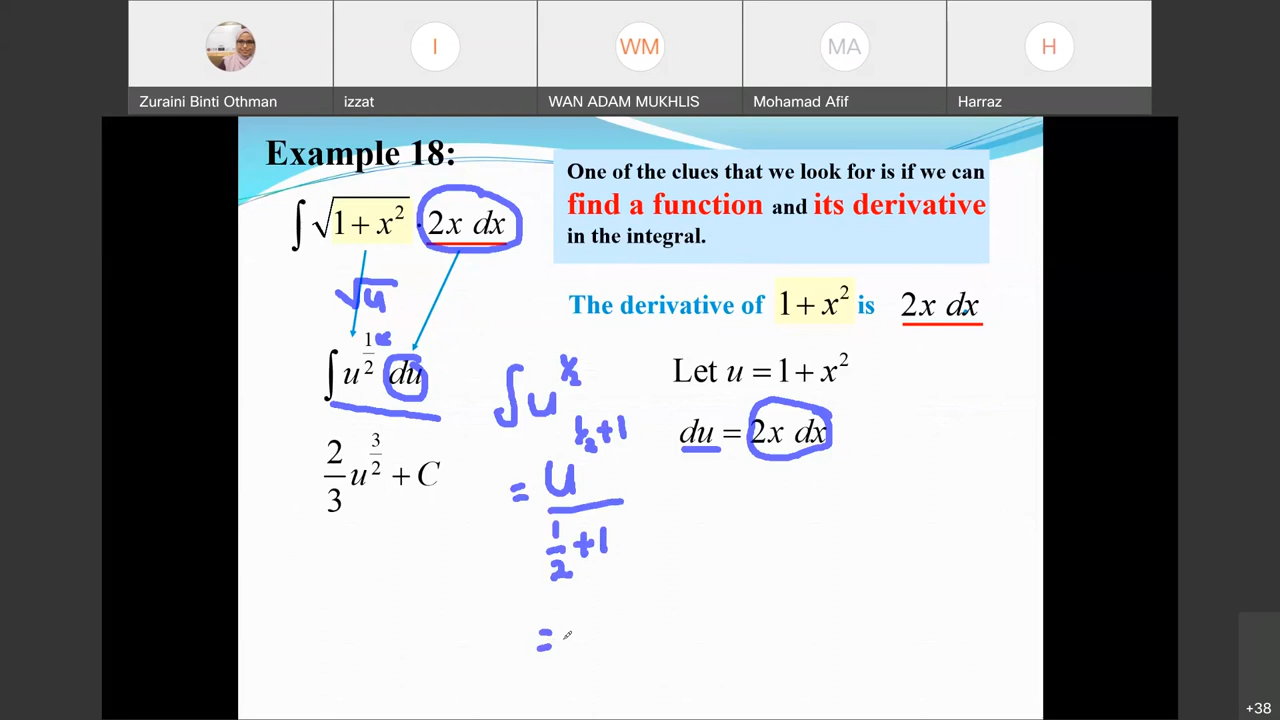 Zuraini Binti Othman
I
izzat
WM
WAN ADAM MUKHLIS
MA
Mohamad Afif
H
Harraz
Example 18:
∫ √(1 + x²) · 2x dx
One of the clues that we look for is if we can
find a function and its derivative
in the integral.
√u
The derivative of 1 + x² is 2x dx
∫ u^(1/2) du
Let u = 1 + x²
du = 2x dx
2/3 u^(3/2) + C
∫ u^(1/2)
= u^(1/2 + 1)
/ (1/2 + 1)
=
+38